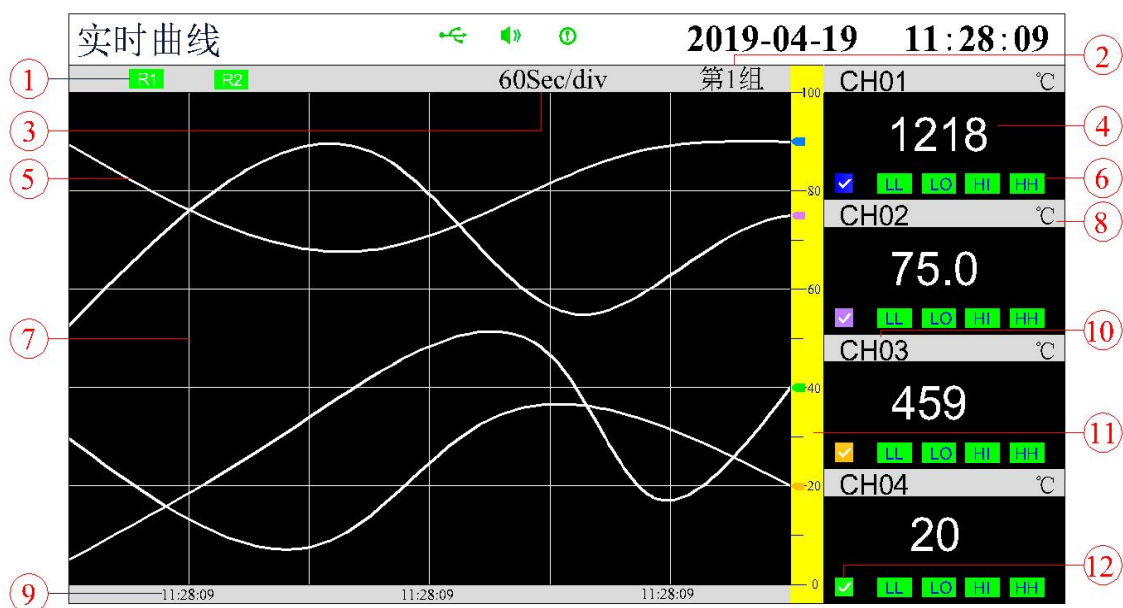 实时曲线 2019-04-19 11:28:09
① R1 R2 60Sec/div 第1组 ②
③
⑤
⑦
⑨ 11:28:09 11:28:09 11:28:09
100
80
60
40
20
0
CH01 ℃
1218 ④
LL LO HI HH ⑥
CH02 ℃ ⑧
75.0
LL LO HI HH
⑩
CH03 ℃
459
⑪
LL LO HI HH
CH04 ℃
20
LL LO HI HH
⑫